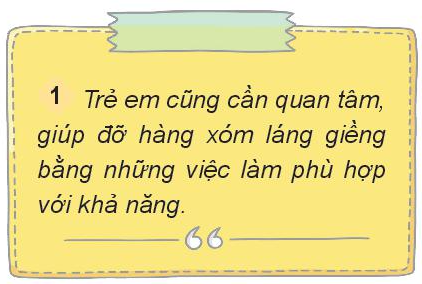 1 Trẻ em cũng cần quan tâm,
giúp đỡ hàng xóm láng giềng
bằng những việc làm phù hợp
với khả năng.